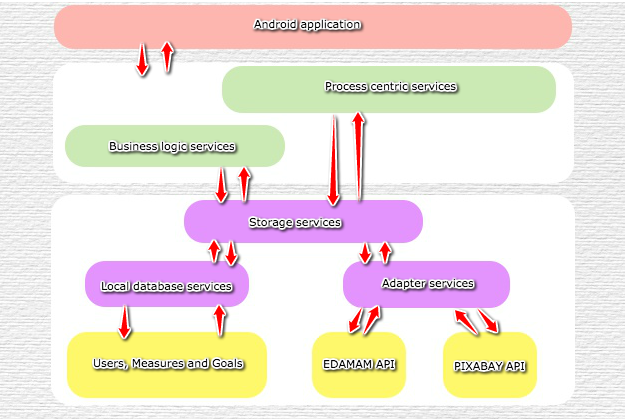 Android application
Process centric services
Business logic services
Storage services
Local database services
Adapter services
Users, Measures and Goals
EDAMAM API
PIXABAY API